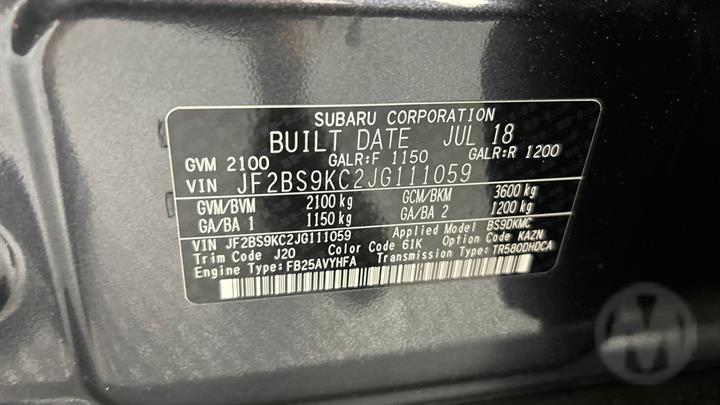 SUBARU CORPORATION
BUILT DATE JUL 18
GVM 2100 GALR:F 1150 GALR:R 1200
VIN JF2BS9KC2JG111059
GVM/BVM 2100 kg GCM/BKM 3600 kg
GA/BA 1 1150 kg GA/BA 2 1200 kg
VIN JF2BS9KC2JG111059 Applied Model BS9DKMC
Trim Code J20 Color Code 61K Option Code KAZN
Engine Type:FB25AVYHFA Transmission Type:TR580DHDCA
M